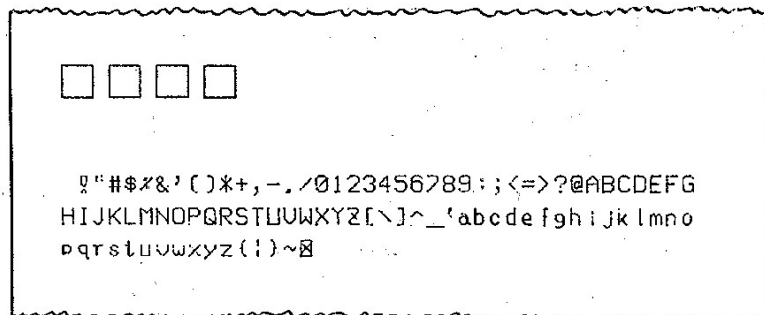 !"#$%&'()*+,-./0123456789:;<=>?@ABCDEFG
HIJKLMNOPQRSTUVWXYZ[\]^_'abcdefghijklmno
pqrstuvwxyz{¦}~